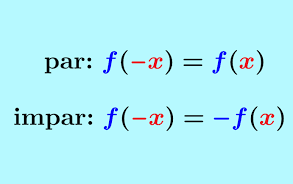 par: f(−x) = f(x)
impar: f(−x) = −f(x)